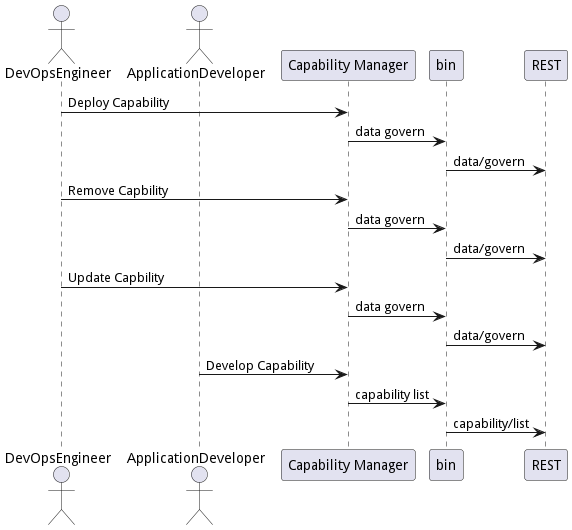 DevOpsEngineer
ApplicationDeveloper
Capability Manager
bin
REST
Deploy Capability
data govern
data/govern
Remove Capbility
data govern
data/govern
Update Capbility
data govern
data/govern
Develop Capability
capability list
capability/list
DevOpsEngineer
ApplicationDeveloper
Capability Manager
bin
REST